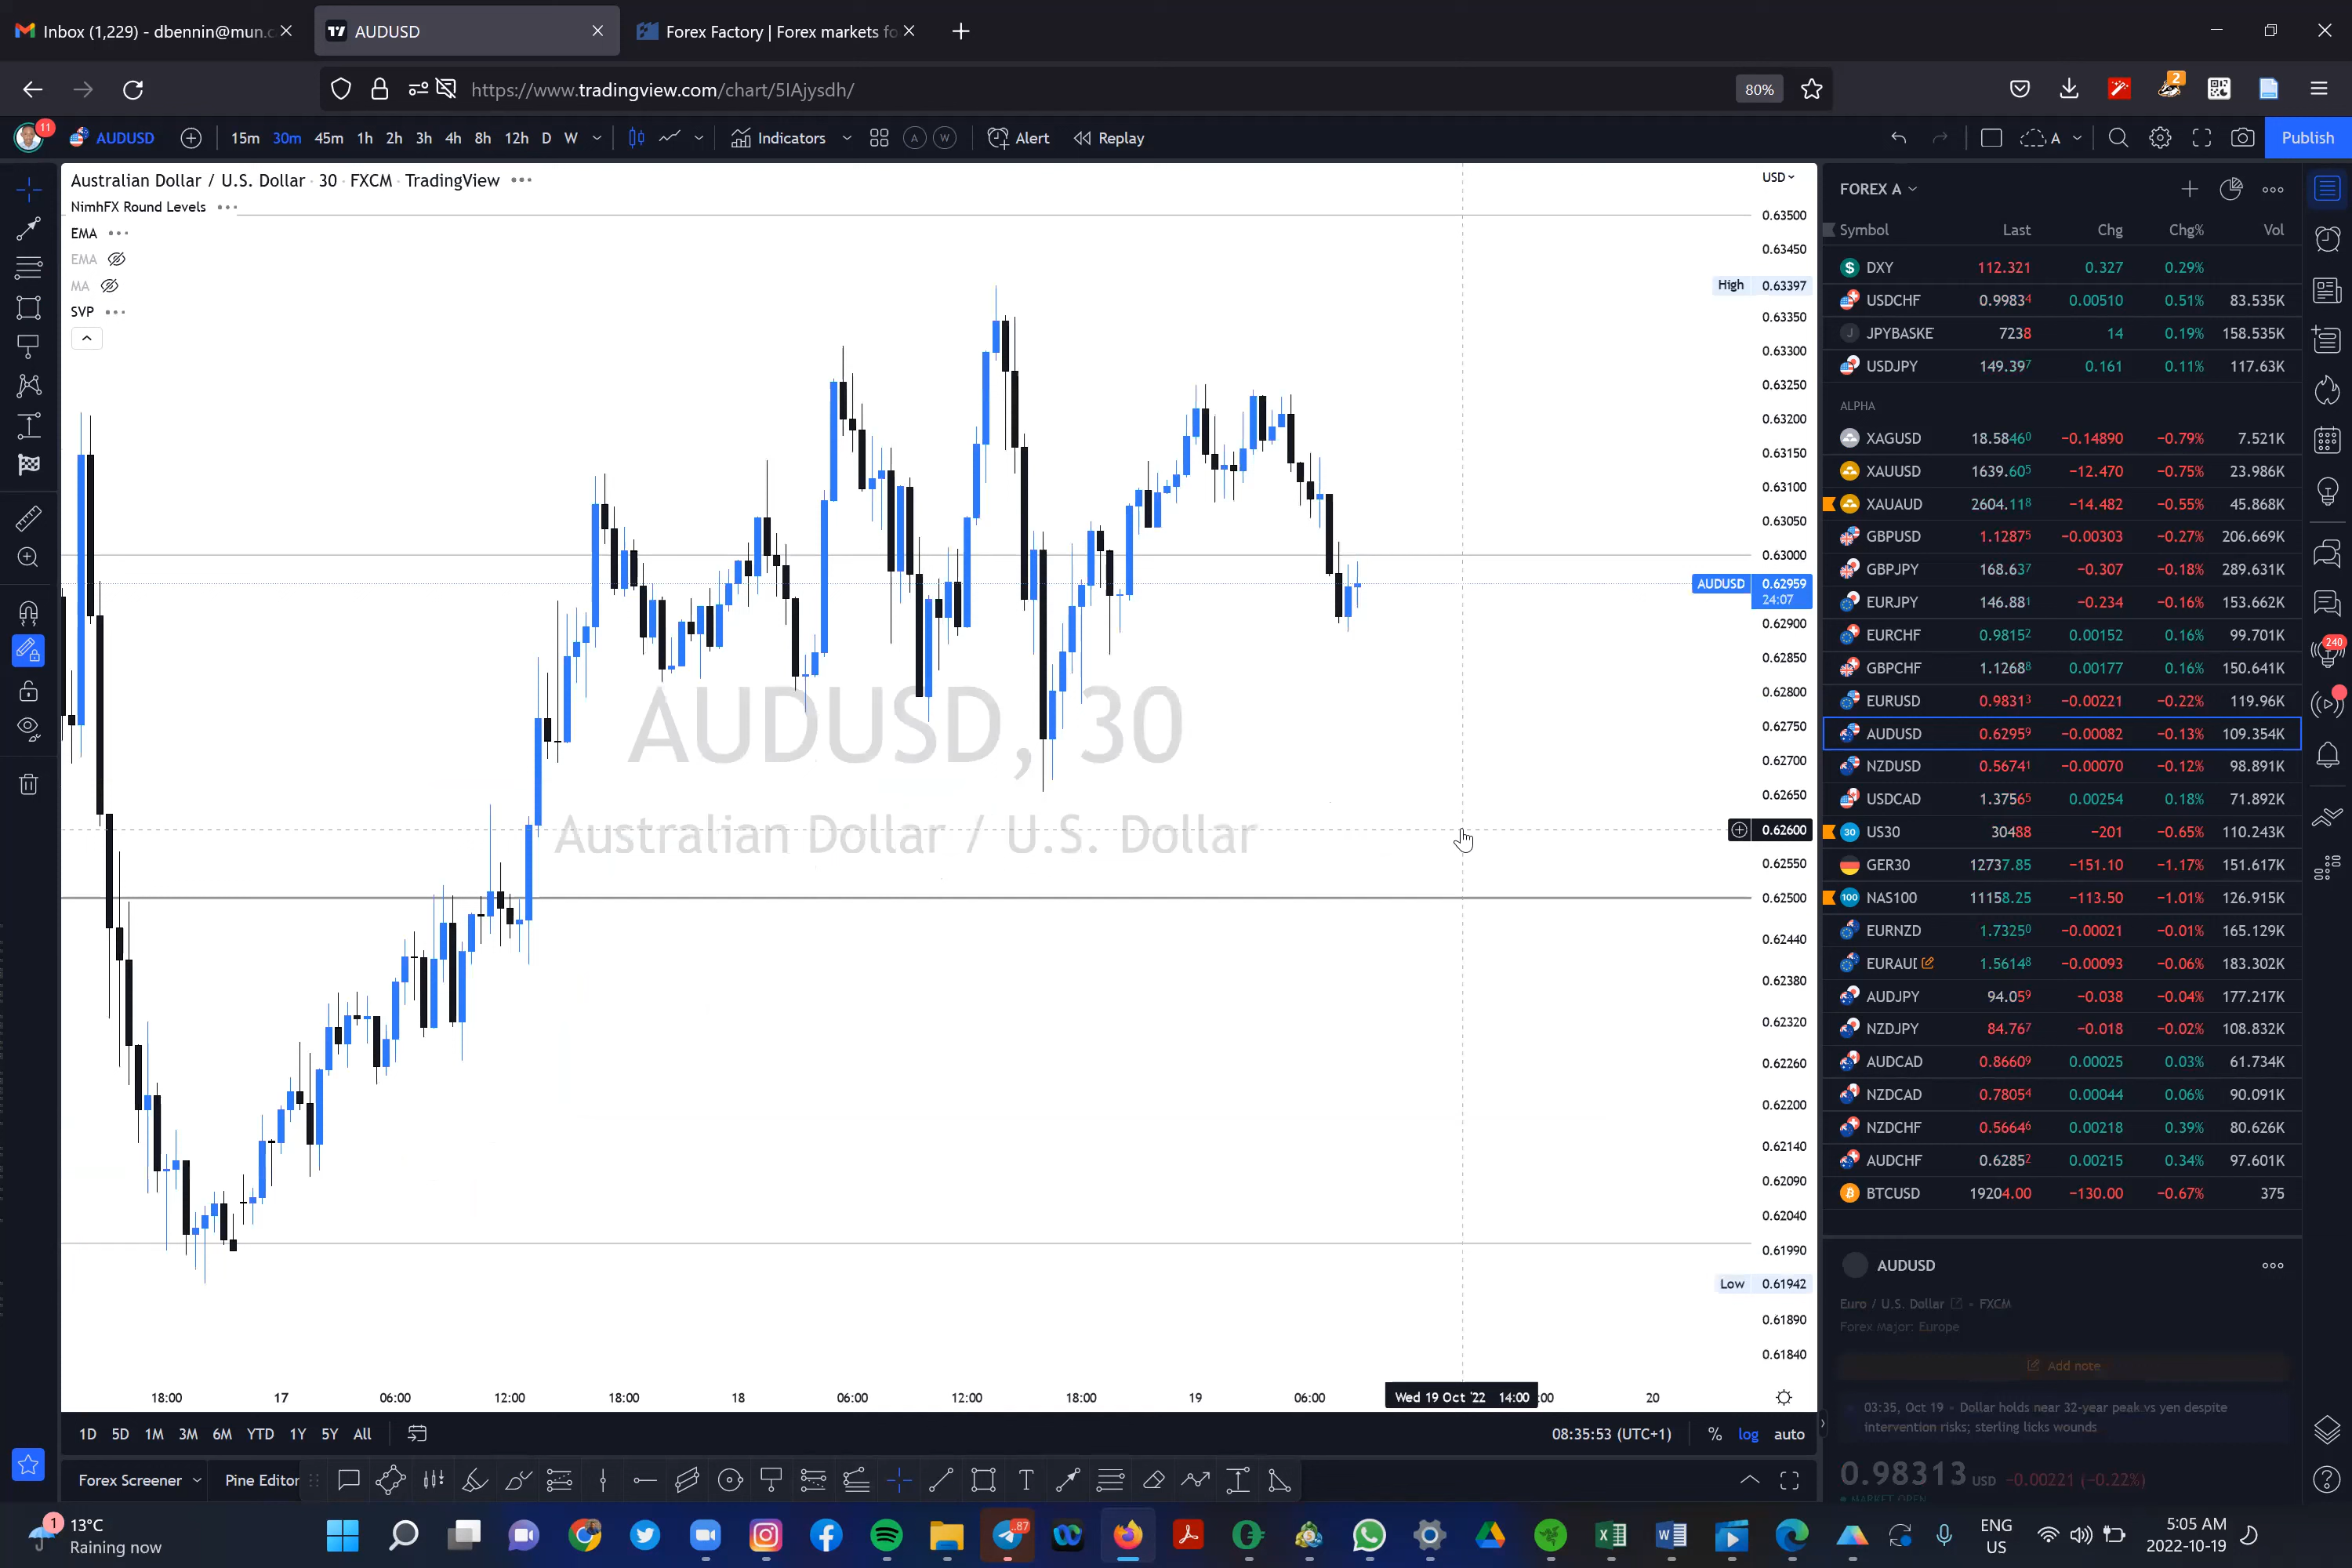 Inbox (1,229) - dbennin@mun.c
AUDUSD
Forex Factory | Forex markets fo
https://www.tradingview.com/chart/5IAjysdh/
80%
2
11
AUDUSD
15m 30m 45m 1h 2h 3h 4h 8h 12h D W
Indicators
A W
Alert
Replay
A
Publish
Australian Dollar / U.S. Dollar · 30 · FXCM · TradingView
NimhFX Round Levels
EMA
EMA
MA
SVP
AUDUSD, 30
Australian Dollar / U.S. Dollar
USD
0.63500
0.63450
High 0.63397
0.63350
0.63300
0.63250
0.63200
0.63150
0.63100
0.63050
0.63000
AUDUSD 0.62959
24:07
0.62900
0.62850
0.62800
0.62750
0.62700
0.62650
0.62600
0.62550
0.62500
0.62440
0.62380
0.62320
0.62260
0.62200
0.62140
0.62090
0.62040
0.61990
Low 0.61942
0.61890
0.61840
18:00 17 06:00 12:00 18:00 18 06:00 12:00 18:00 19 06:00 Wed 19 Oct '22 14:00 :00 20
1D 5D 1M 3M 6M YTD 1Y 5Y All
08:35:53 (UTC+1) % log auto
Forex Screener Pine Editor
FOREX A
Symbol Last Chg Chg% Vol
DXY 112.321 0.327 0.29%
USDCHF 0.99834 0.00510 0.51% 83.535K
JPYBASKE 7238 14 0.19% 158.535K
USDJPY 149.397 0.161 0.11% 117.63K
ALPHA
XAGUSD 18.58460 −0.14890 −0.79% 7.521K
XAUUSD 1639.605 −12.470 −0.75% 23.986K
XAUAUD 2604.118 −14.482 −0.55% 45.868K
GBPUSD 1.12875 −0.00303 −0.27% 206.669K
GBPJPY 168.637 −0.307 −0.18% 289.631K
EURJPY 146.881 −0.234 −0.16% 153.662K
EURCHF 0.98152 0.00152 0.16% 99.701K
GBPCHF 1.12688 0.00177 0.16% 150.641K
EURUSD 0.98313 −0.00221 −0.22% 119.96K
AUDUSD 0.62959 −0.00082 −0.13% 109.354K
NZDUSD 0.56741 −0.00070 −0.12% 98.891K
USDCAD 1.37565 0.00254 0.18% 71.892K
30 US30 30488 −201 −0.65% 110.243K
GER30 12737.85 −151.10 −1.17% 151.617K
100 NAS100 11158.25 −113.50 −1.01% 126.915K
EURNZD 1.73250 −0.00021 −0.01% 165.129K
EURAUD 1.56148 −0.00093 −0.06% 183.302K
AUDJPY 94.059 −0.038 −0.04% 177.217K
NZDJPY 84.767 −0.018 −0.02% 108.832K
AUDCAD 0.86609 0.00025 0.03% 61.734K
NZDCAD 0.78054 0.00044 0.06% 90.091K
NZDCHF 0.56646 0.00218 0.39% 80.626K
AUDCHF 0.62852 0.00215 0.34% 97.601K
BTCUSD 19204.00 −130.00 −0.67% 375
AUDUSD
Euro / U.S. Dollar · FXCM
Forex Major: Europe
Add note
03:35, Oct 19 - Dollar holds near 32-year peak vs yen despite
intervention risks; sterling licks wounds
0.98313 USD −0.00221 (−0.22%)
MARKET OPEN
240
1
13°C
Raining now
87
ENG
US
5:05 AM
2022-10-19